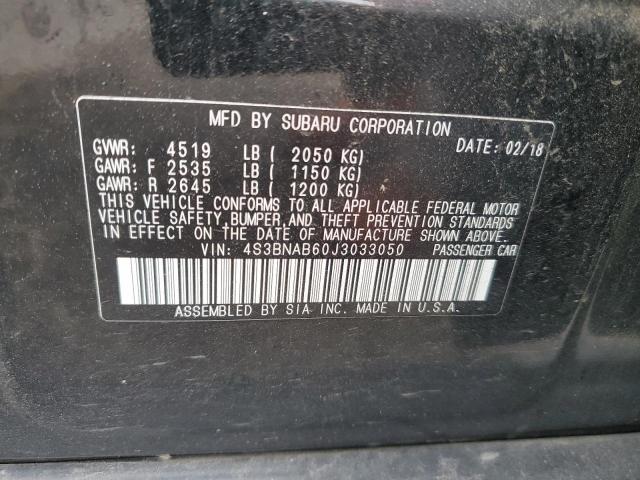 MFD BY SUBARU CORPORATION
GVWR: 4519 LB ( 2050 KG) DATE: 02/18
GAWR: F 2535 LB ( 1150 KG)
GAWR: R 2645 LB ( 1200 KG)
THIS VEHICLE CONFORMS TO ALL APPLICABLE FEDERAL MOTOR
VEHICLE SAFETY, BUMPER, AND THEFT PREVENTION STANDARDS
IN EFFECT ON THE DATE OF MANUFACTURE SHOWN ABOVE.
VIN: 4S3BNAB60J3033050 PASSENGER CAR
ASSEMBLED BY SIA INC. MADE IN U.S.A.